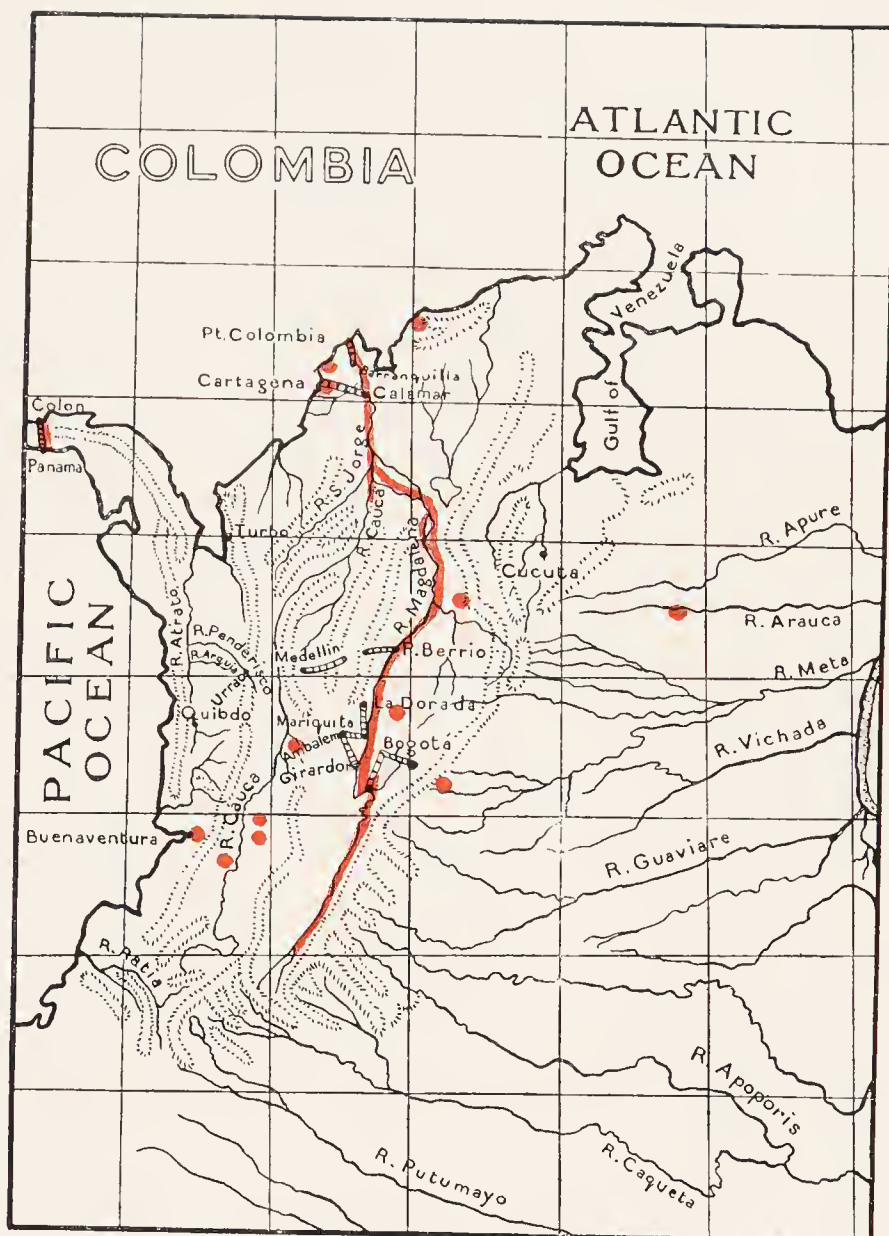 ATLANTIC
OCEAN
COLOMBIA
Gulf of Venezuela
Pt. Colombia
Barranquilla
Cartagena
Calamar
Colon
Panama
R. S. Jorge
R. Cauca
R. Magdalena
Turbo
Cucuta
R. Apure
R. Arauca
PACIFIC
OCEAN
R. Atrato
R. Penderisco
R. Arquia
Urrao
Medellin
P. Berrio
R. Meta
La Dorada
Quibdo
Mariquita
Ambalem
Bogota
Girardor
R. Vichada
R. Cauca
Buenaventura
R. Guaviare
R. Patia
R. Apoporis
R. Caqueta
R. Putumayo